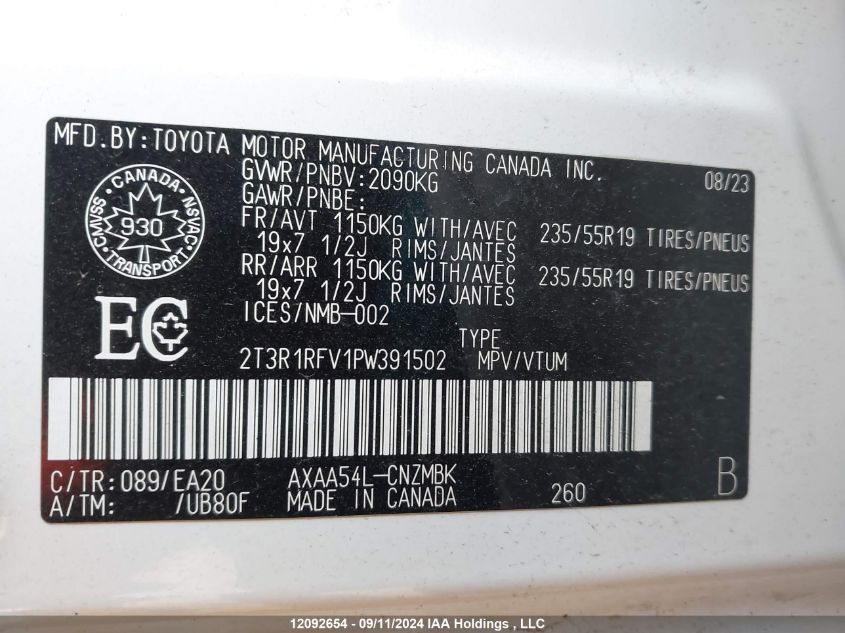 MFD.BY:TOYOTA MOTOR MANUFACTURING CANADA INC.
GVWR/PNBV:2090KG 08/23
GAWR/PNBE:
FR/AVT 1150KG WITH/AVEC 235/55R19 TIRES/PNEUS
19x7 1/2J RIMS/JANTES
RR/ARR 1150KG WITH/AVEC 235/55R19 TIRES/PNEUS
19x7 1/2J RIMS/JANTES
ICES/NMB-002
CANADA
CMVSS 930 NSVAC
TRANSPORT
EC
TYPE
2T3R1RFV1PW391502 MPV/VTUM
C/TR:089/EA20 AXAA54L-CNZMBK B
A/TM: /UB80F MADE IN CANADA 260
12092654 - 09/11/2024 IAA Holdings , LLC